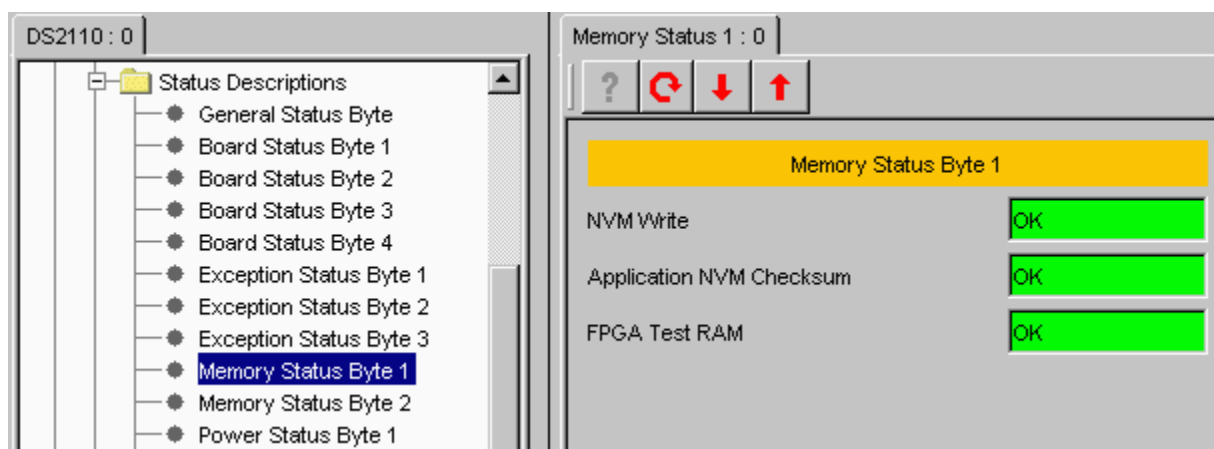 DS2110 : 0
Status Descriptions
General Status Byte
Board Status Byte 1
Board Status Byte 2
Board Status Byte 3
Board Status Byte 4
Exception Status Byte 1
Exception Status Byte 2
Exception Status Byte 3
Memory Status Byte 1
Memory Status Byte 2
Power Status Byte 1
Memory Status 1 : 0
?
Memory Status Byte 1
NVM Write OK
Application NVM Checksum OK
FPGA Test RAM OK